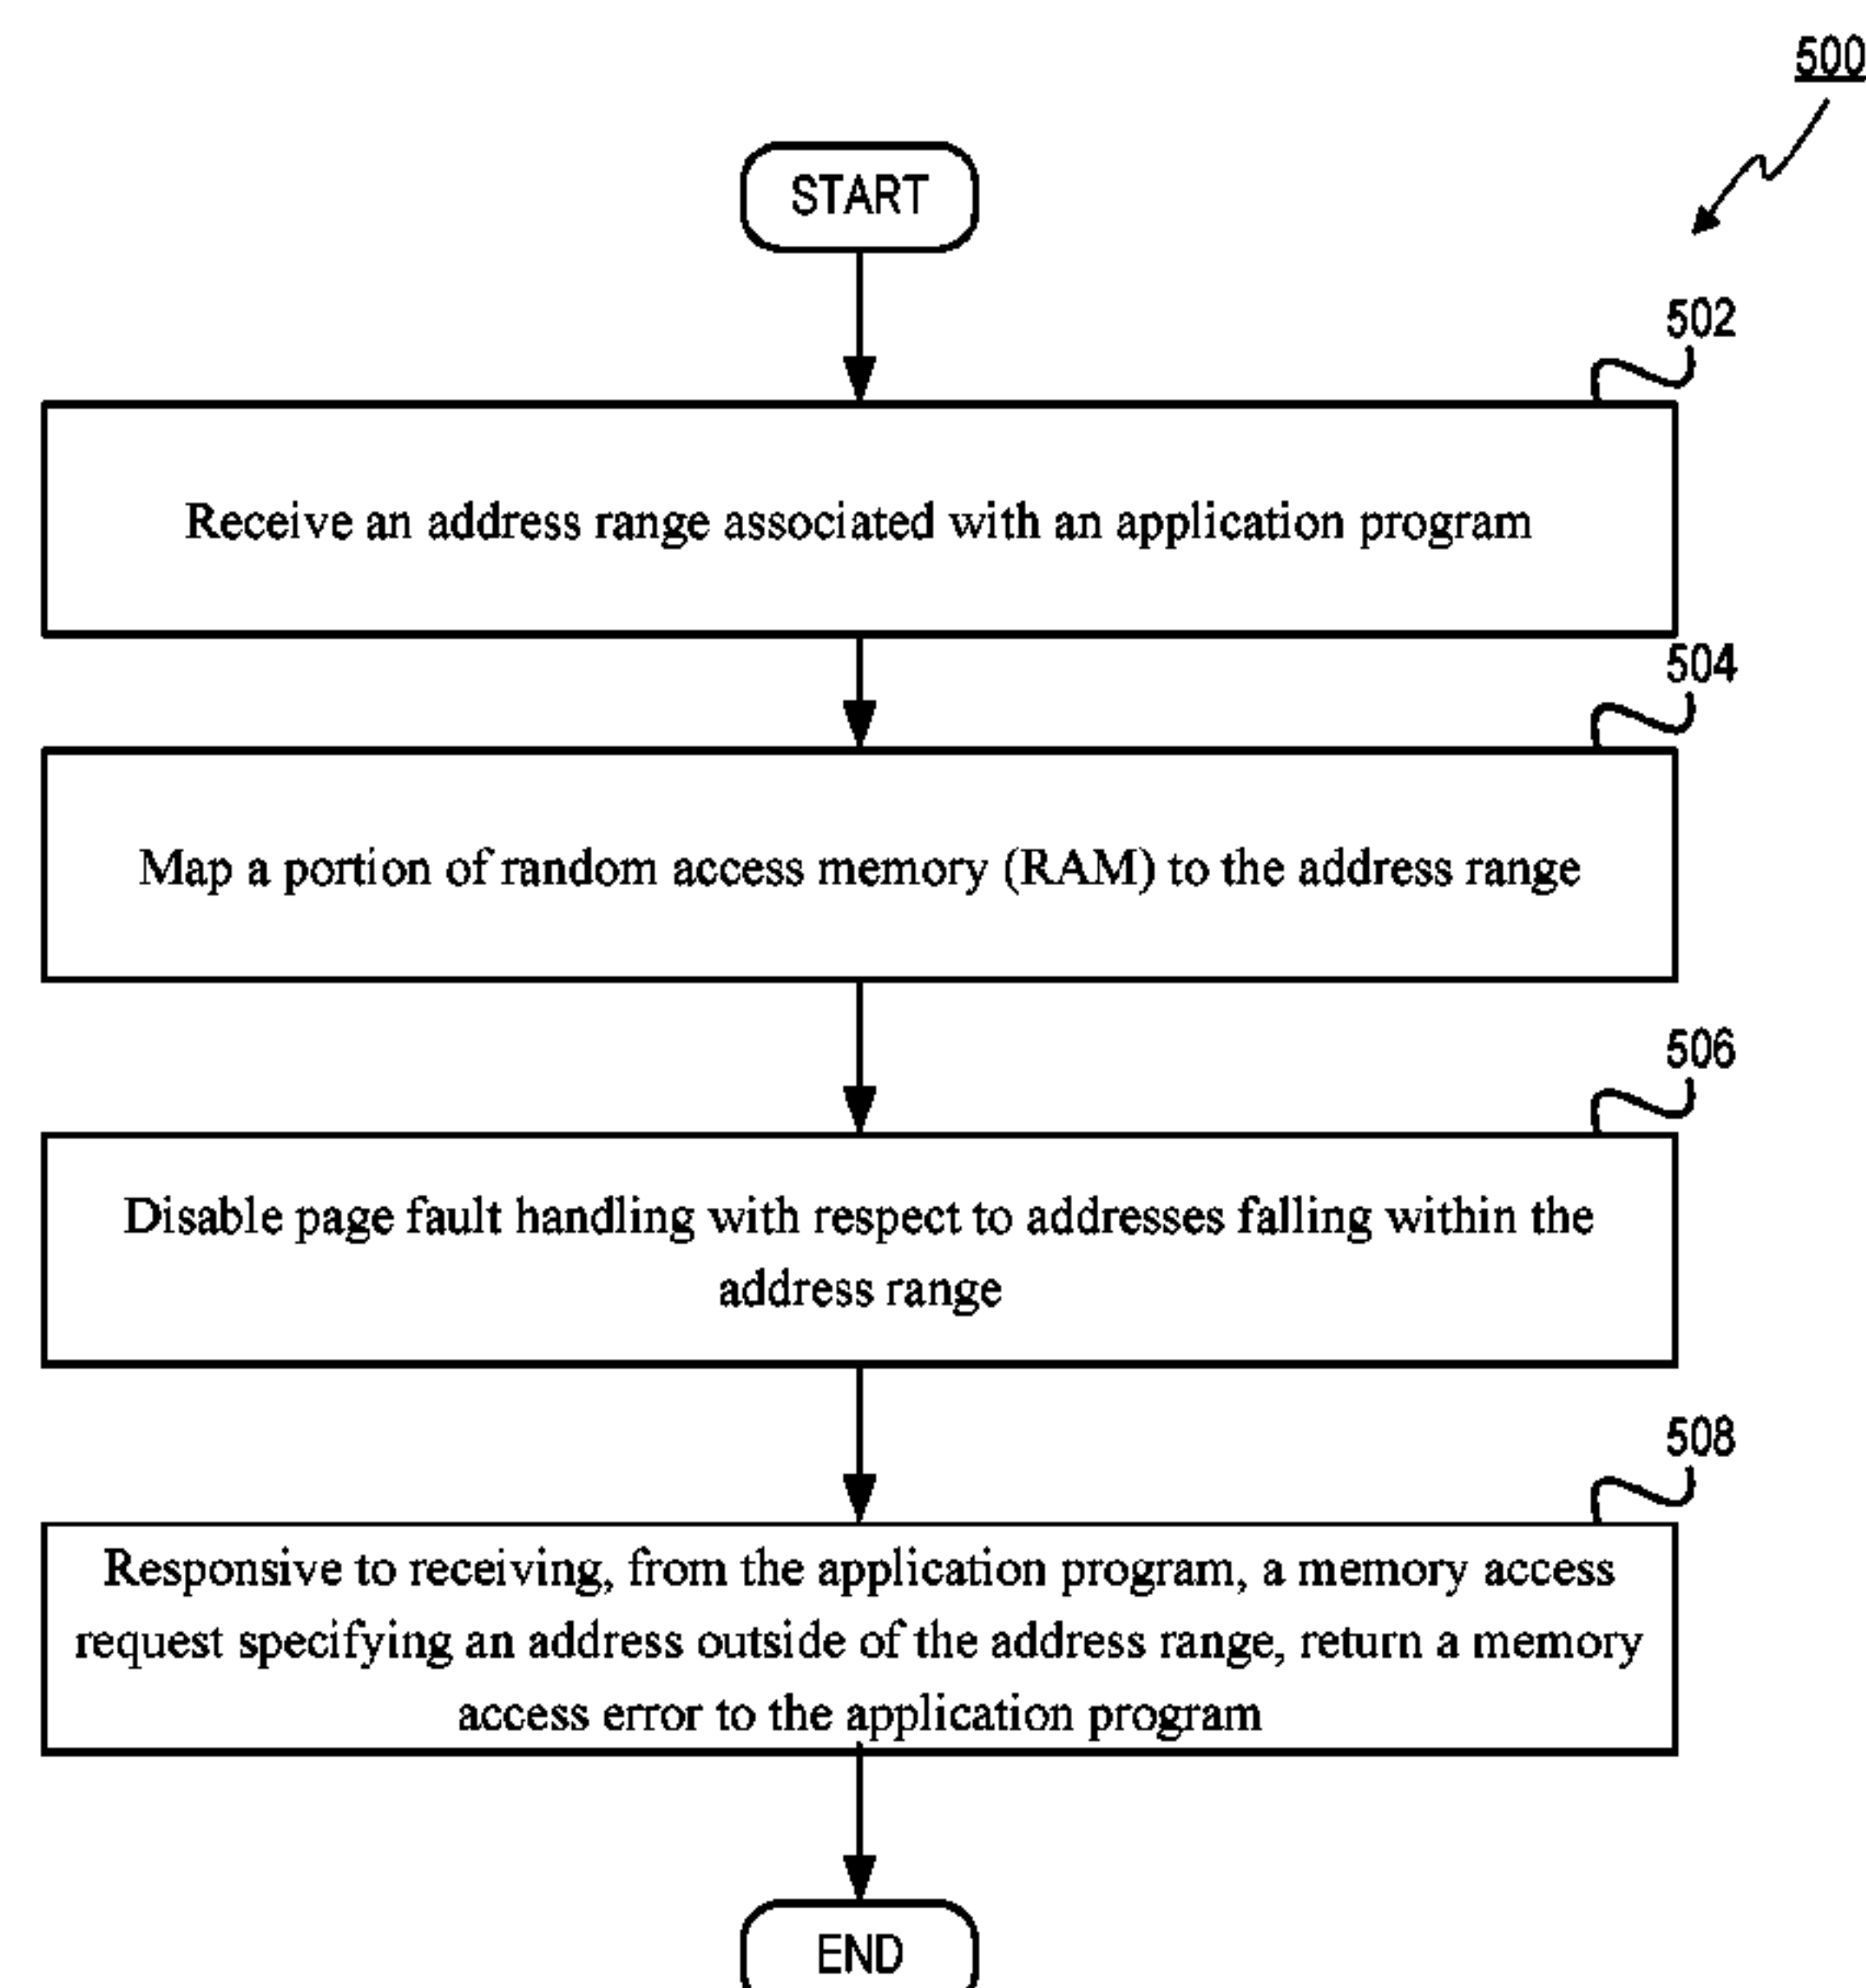 500
START
502
Receive an address range associated with an application program
504
Map a portion of random access memory (RAM) to the address range
506
Disable page fault handling with respect to addresses falling within the
address range
508
Responsive to receiving, from the application program, a memory access
request specifying an address outside of the address range, return a memory
access error to the application program
END